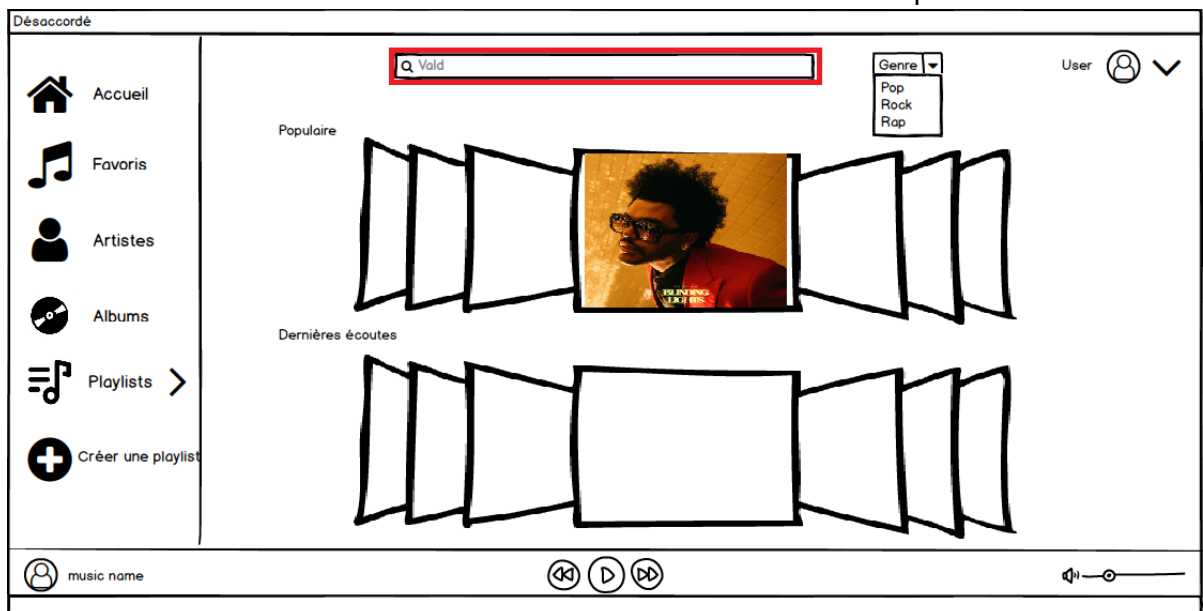 Désaccordé
Vald
Genre
User
Pop
Rock
Rap
Accueil
Favoris
Artistes
Albums
Playlists
Créer une playlist
Populaire
BLINDING
LIGHTS
Dernières écoutes
music name